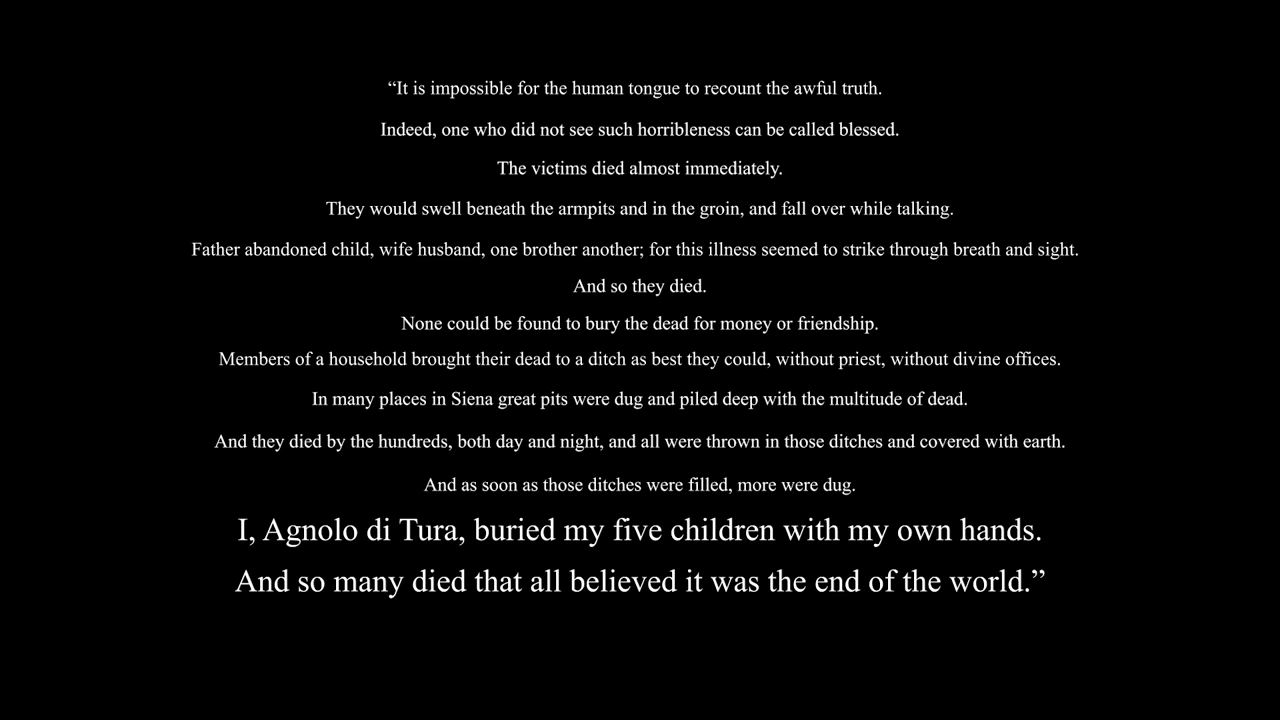 “It is impossible for the human tongue to recount the awful truth.
Indeed, one who did not see such horribleness can be called blessed.
The victims died almost immediately.
They would swell beneath the armpits and in the groin, and fall over while talking.
Father abandoned child, wife husband, one brother another; for this illness seemed to strike through breath and sight.
And so they died.
None could be found to bury the dead for money or friendship.
Members of a household brought their dead to a ditch as best they could, without priest, without divine offices.
In many places in Siena great pits were dug and piled deep with the multitude of dead.
And they died by the hundreds, both day and night, and all were thrown in those ditches and covered with earth.
And as soon as those ditches were filled, more were dug.
I, Agnolo di Tura, buried my five children with my own hands.
And so many died that all believed it was the end of the world.”